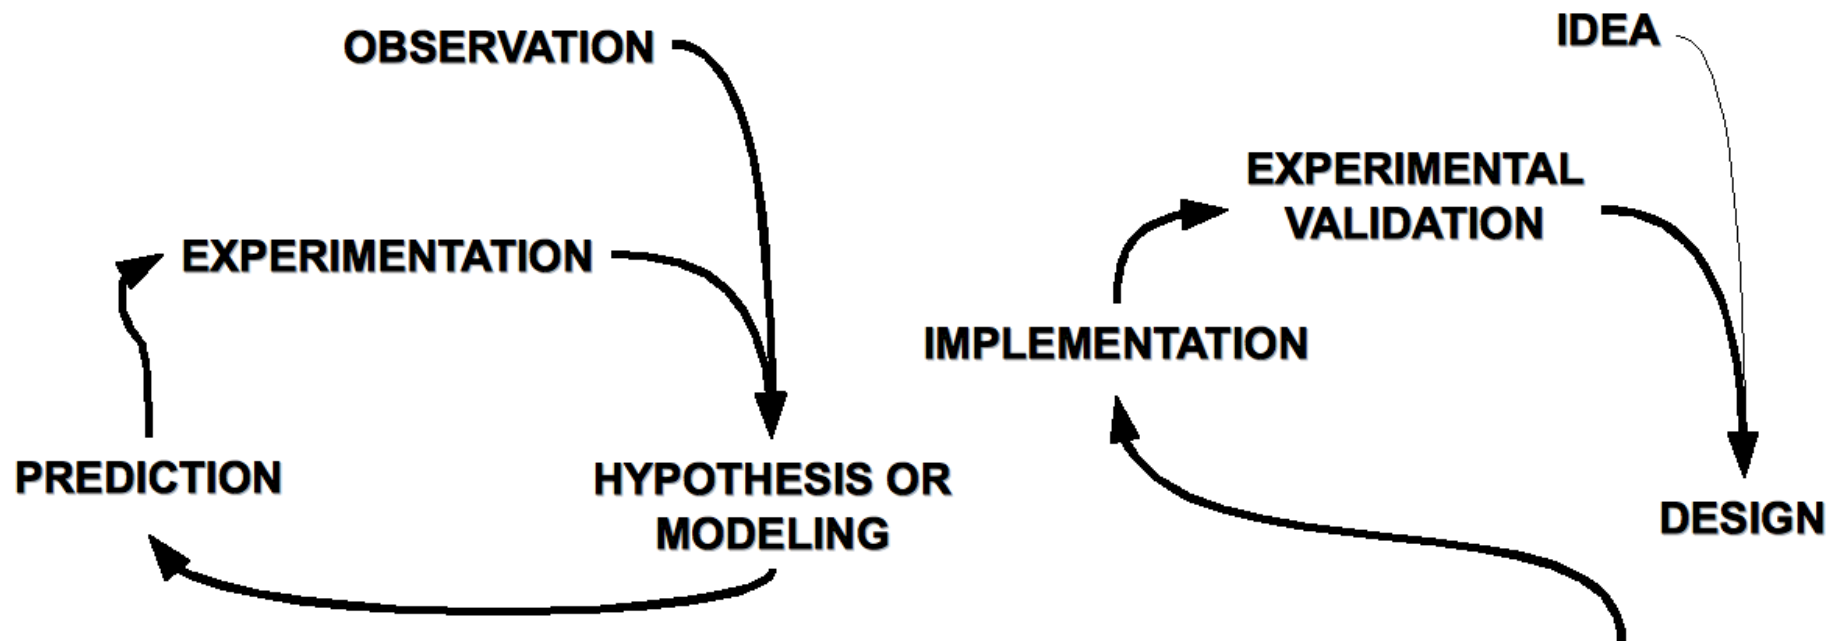 OBSERVATION
EXPERIMENTATION
PREDICTION
HYPOTHESIS OR
MODELING
IDEA
EXPERIMENTAL
VALIDATION
IMPLEMENTATION
DESIGN